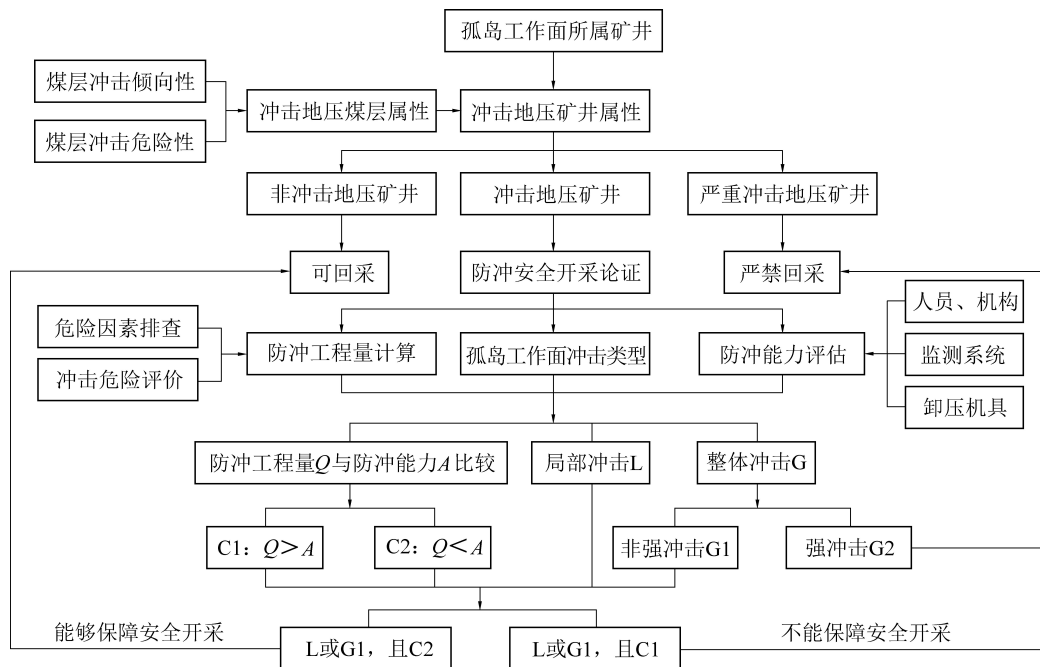 孤岛工作面所属矿井
煤层冲击倾向性
冲击地压煤层属性
冲击地压矿井属性
煤层冲击危险性
非冲击地压矿井
冲击地压矿井
严重冲击地压矿井
可回采
防冲安全开采论证
严禁回采
人员、机构
危险因素排查
防冲工程量计算
孤岛工作面冲击类型
防冲能力评估
监测系统
冲击危险评价
卸压机具
防冲工程量Q与防冲能力A比较
局部冲击L
整体冲击G
C1：Q＞A
C2：Q＜A
非强冲击G1
强冲击G2
能够保障安全开采
L或G1，且C2
L或G1，且C1
不能保障安全开采